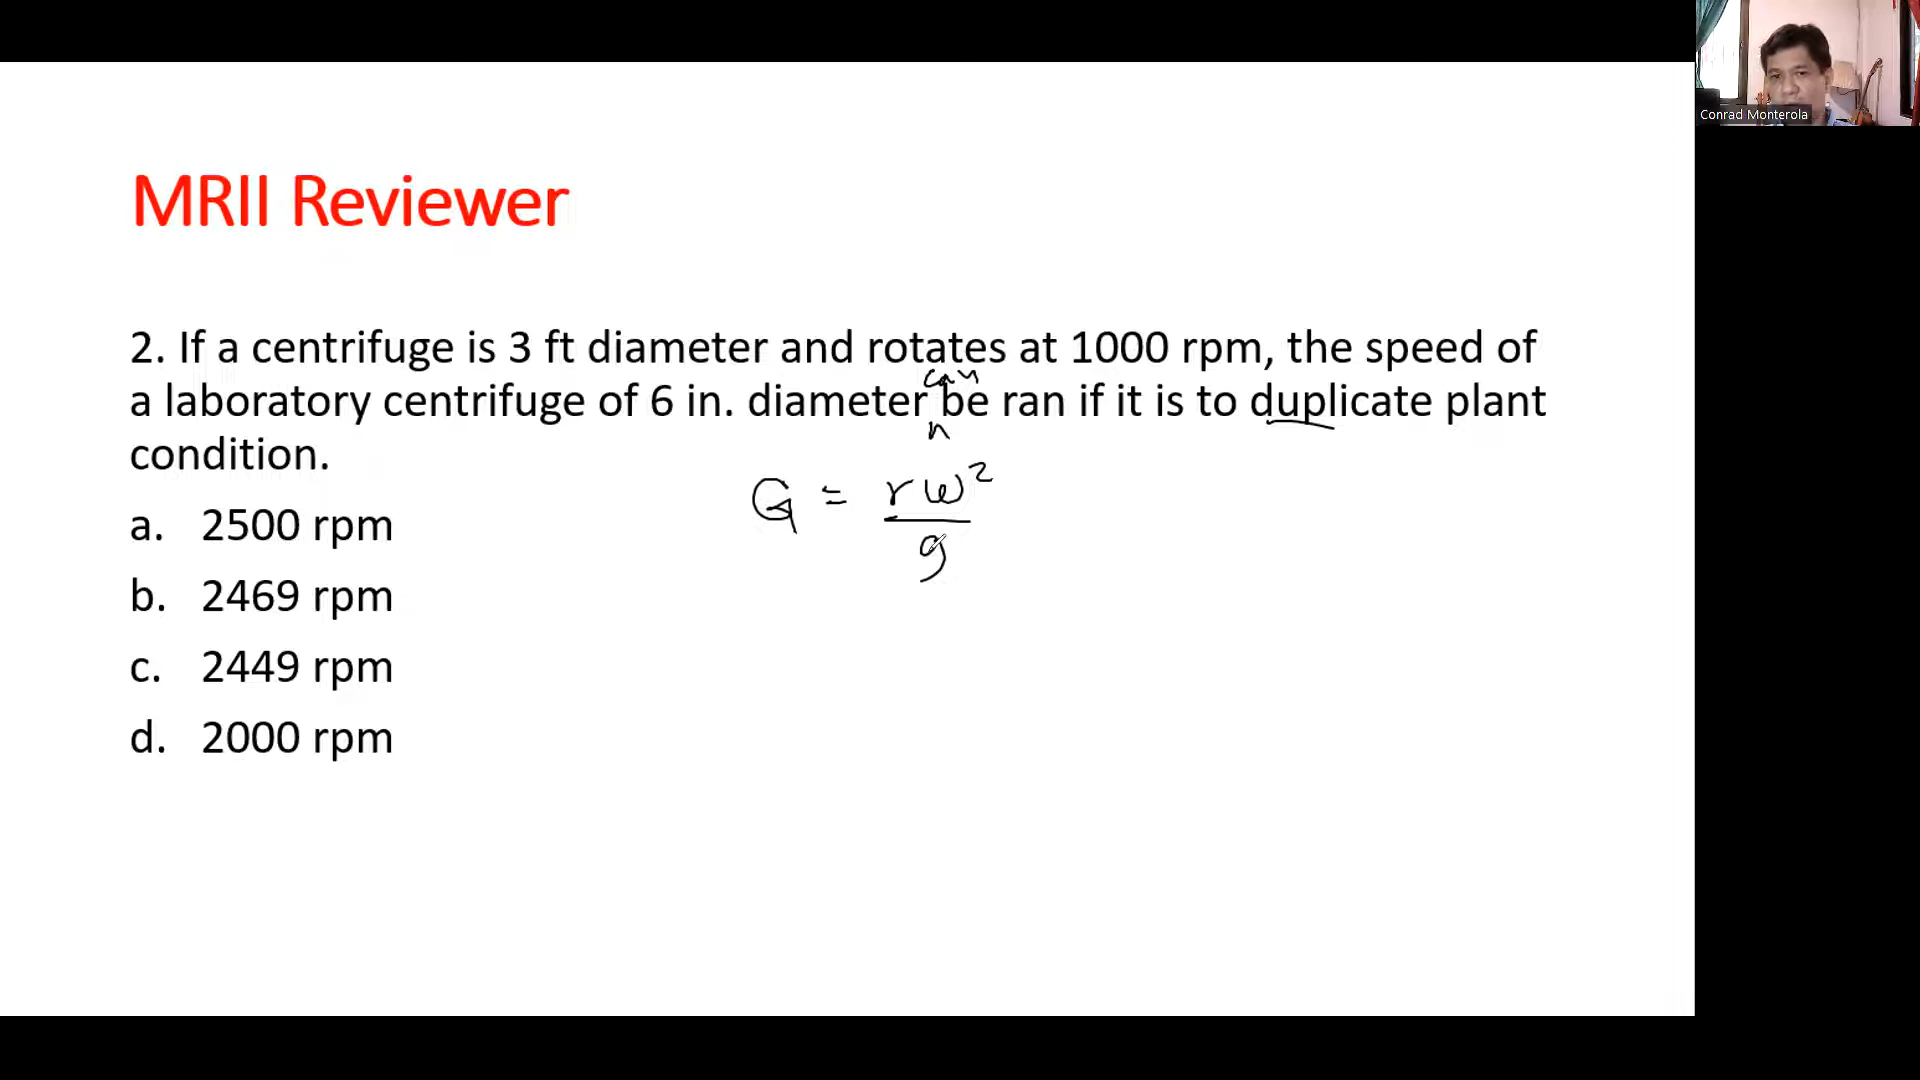 Conrad Monterola
MRII Reviewer
2. If a centrifuge is 3 ft diameter and rotates at 1000 rpm, the speed of
can
a laboratory centrifuge of 6 in. diameter be ran if it is to duplicate plant
n
condition.
G = rω²
g
a. 2500 rpm
b. 2469 rpm
c. 2449 rpm
d. 2000 rpm